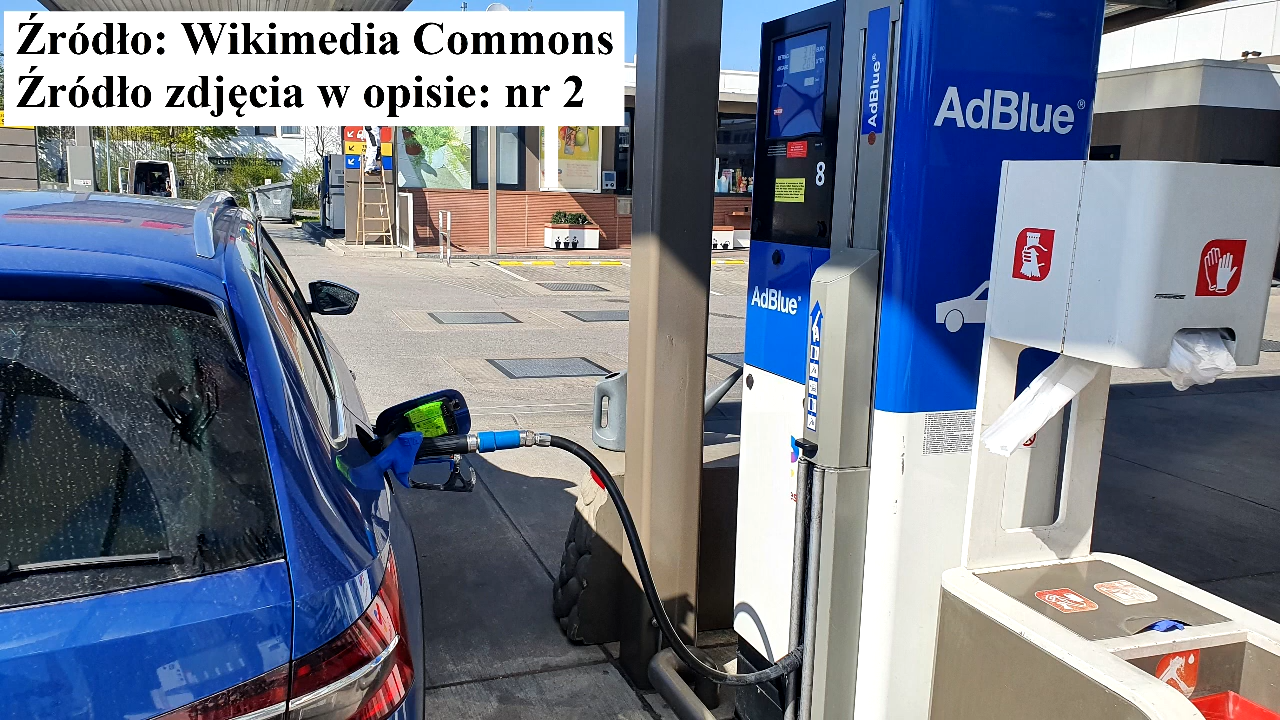 Źródło: Wikimedia Commons
Źródło zdjęcia w opisie: nr 2
AdBlue®
AdBlue®
8
AdBlue®